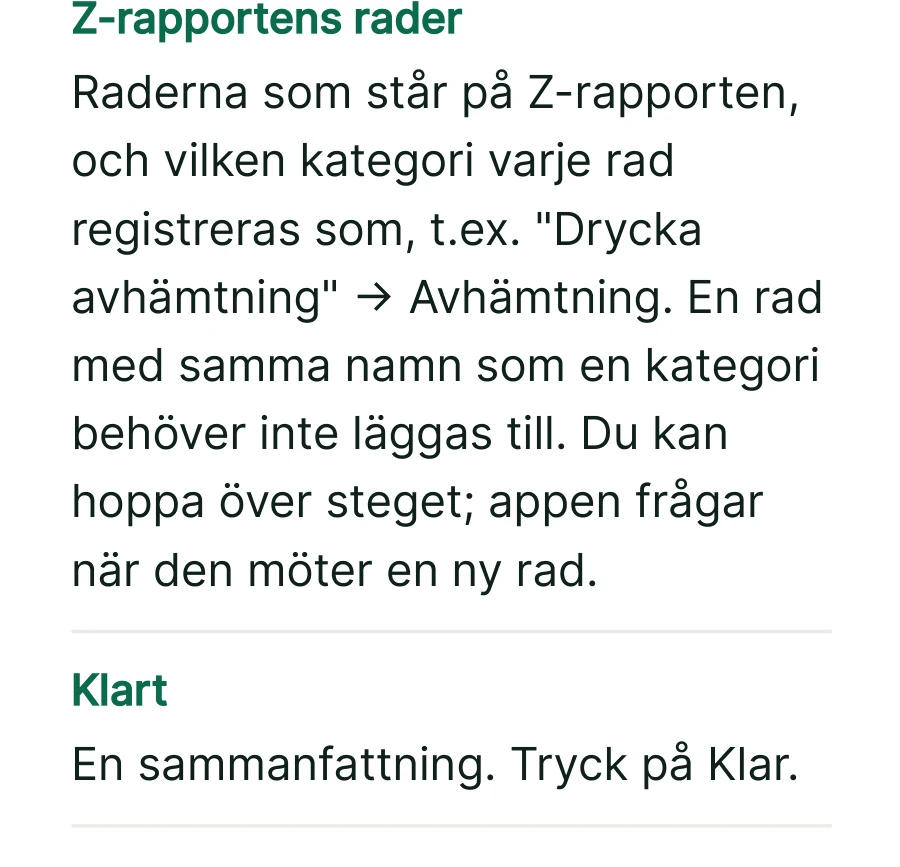 Z-rapportens rader
Raderna som står på Z-rapporten,
och vilken kategori varje rad
registreras som, t.ex. "Drycka
avhämtning" → Avhämtning. En rad
med samma namn som en kategori
behöver inte läggas till. Du kan
hoppa över steget; appen frågar
när den möter en ny rad.
Klart
En sammanfattning. Tryck på Klar.